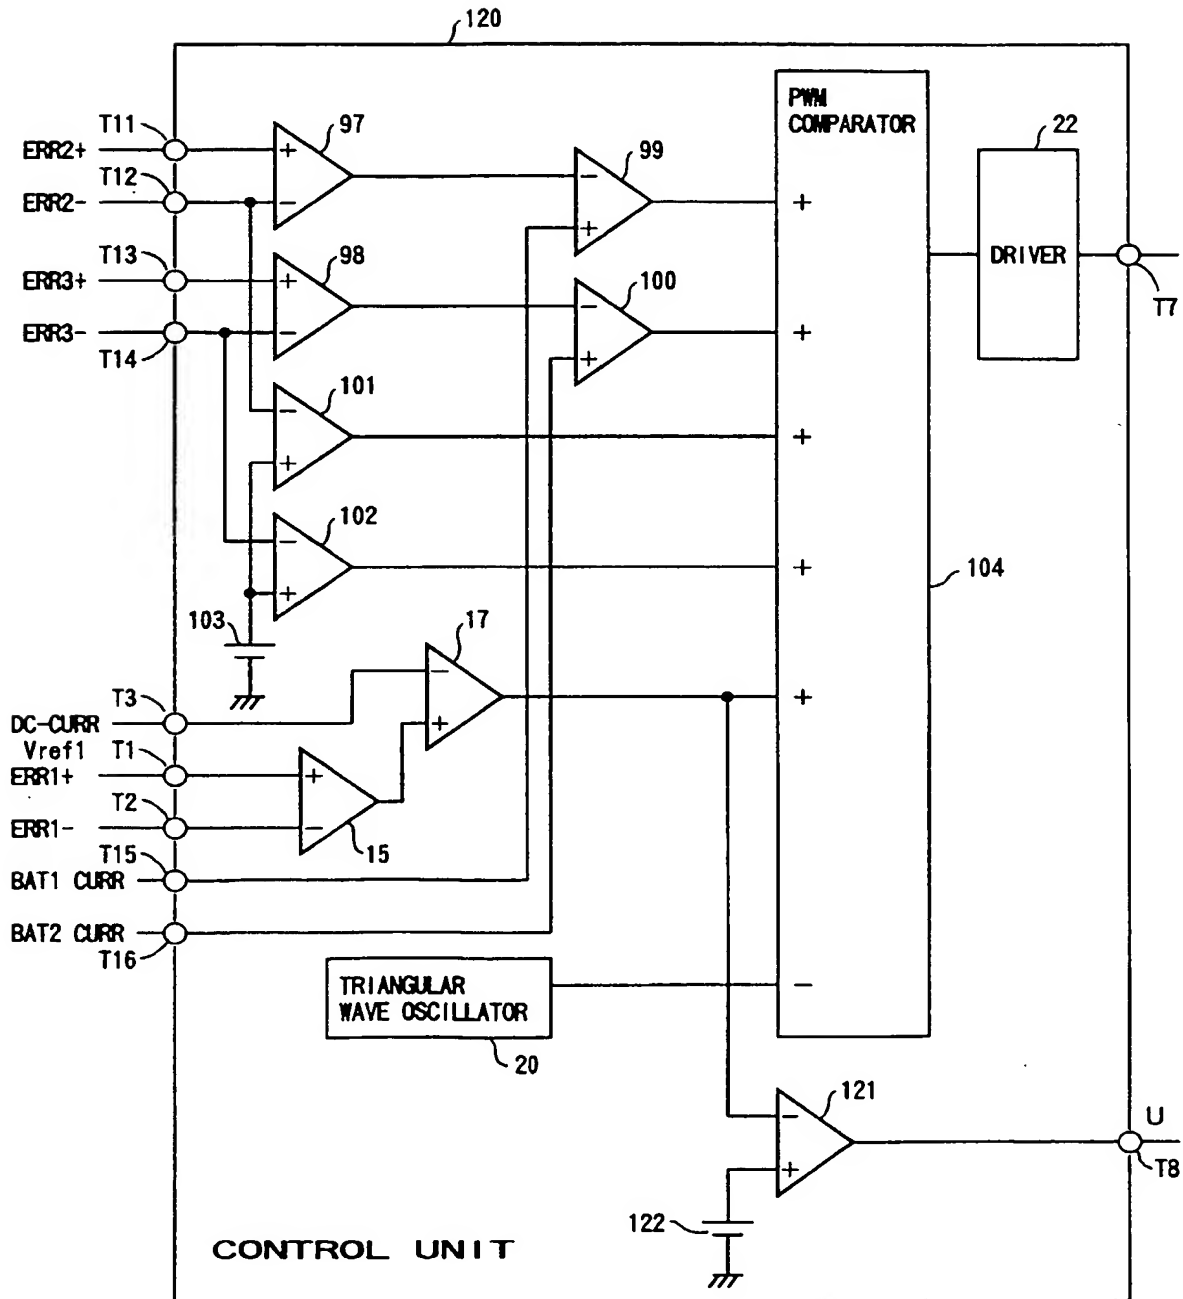 120
T11
ERR2+
T12
ERR2-
T13
ERR3+
ERR3-
T14
97
+
-
98
+
-
99
-
+
100
-
+
101
-
+
102
-
+
103
PWM
COMPARATOR
+
+
+
+
+
-
104
22
DRIVER
T7
T3
DC-CURR
Vref1
T1
ERR1+
T2
ERR1-
T15
BAT1 CURR
BAT2 CURR
T16
17
-
+
+
-
15
TRIANGULAR
WAVE OSCILLATOR
20
121
-
+
122
U
T8
CONTROL UNIT